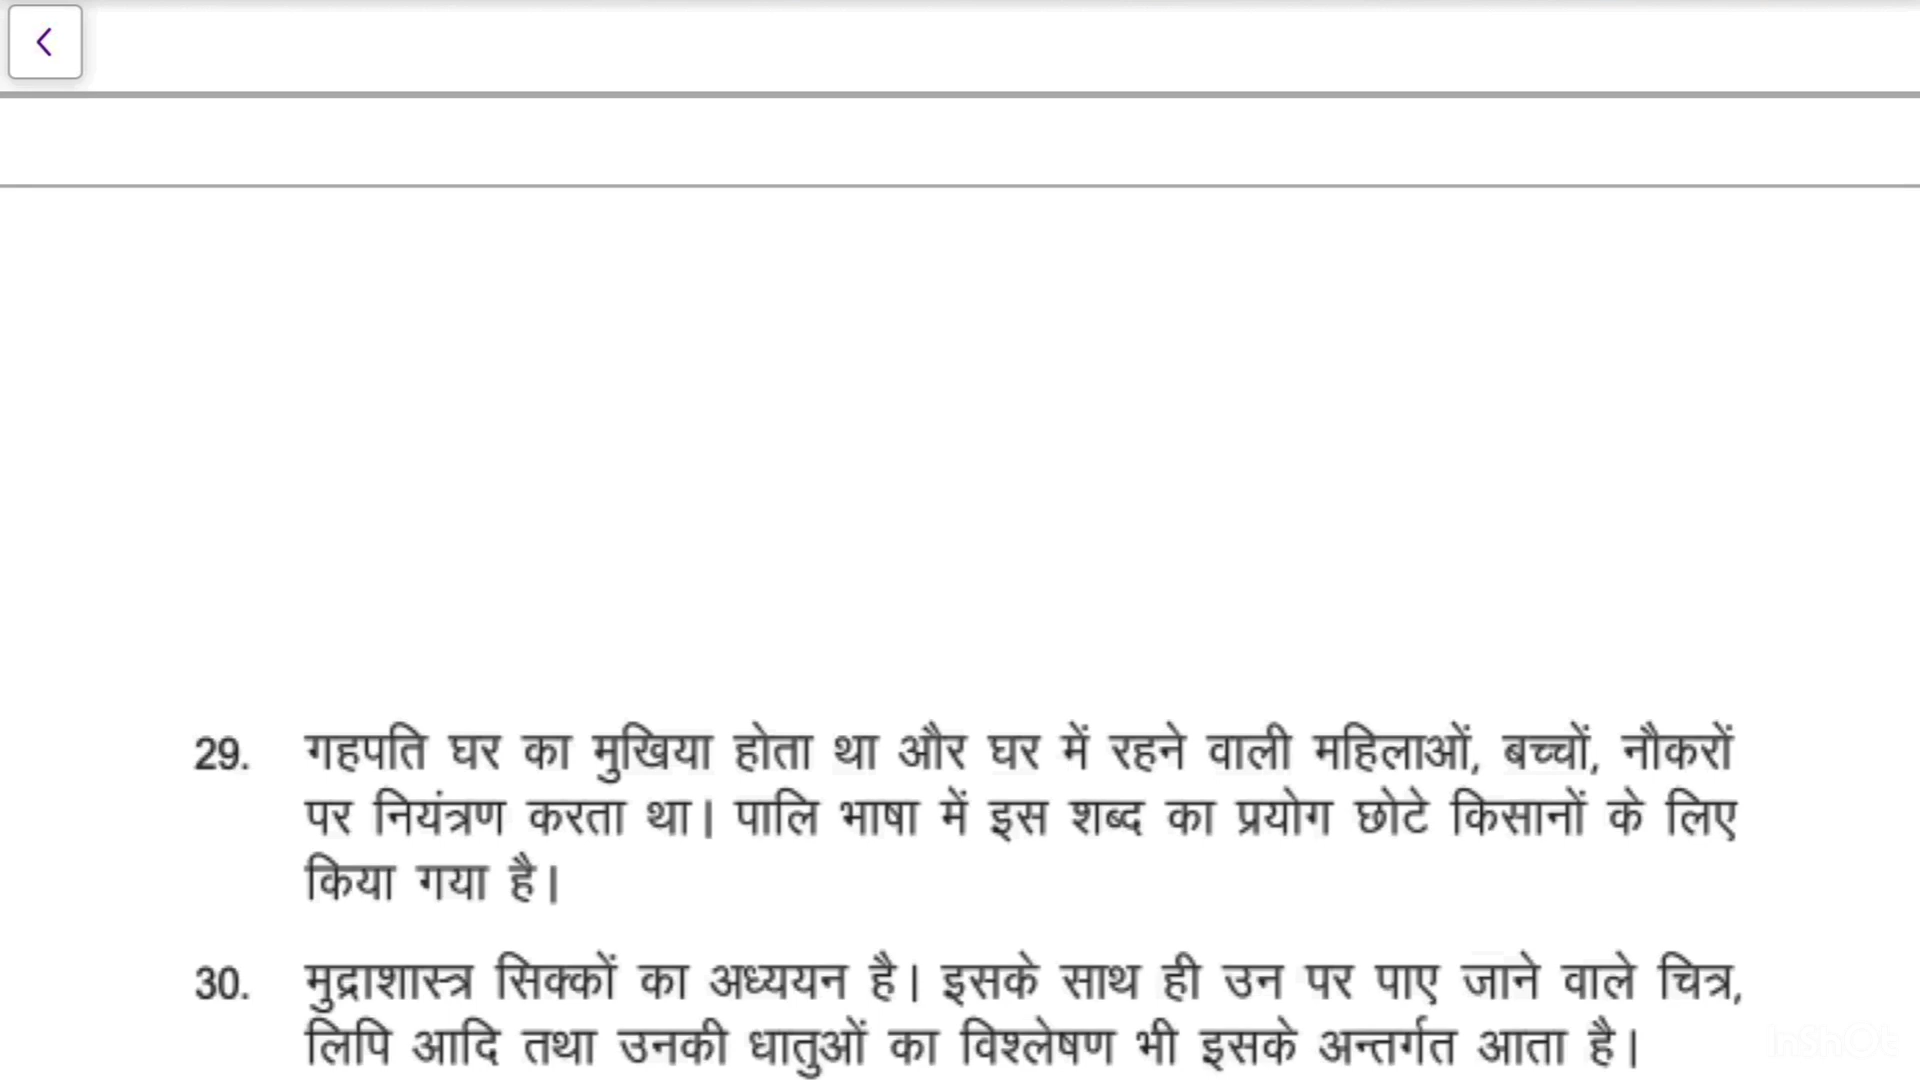 29. गहपति घर का मुखिया होता था और घर में रहने वाली महिलाओं, बच्चों, नौकरों
पर नियंत्रण करता था। पालि भाषा में इस शब्द का प्रयोग छोटे किसानों के लिए
किया गया है।
30. मुद्राशास्त्र सिक्कों का अध्ययन है। इसके साथ ही उन पर पाए जाने वाले चित्र,
लिपि आदि तथा उनकी धातुओं का विश्लेषण भी इसके अन्तर्गत आता है।
InShOt